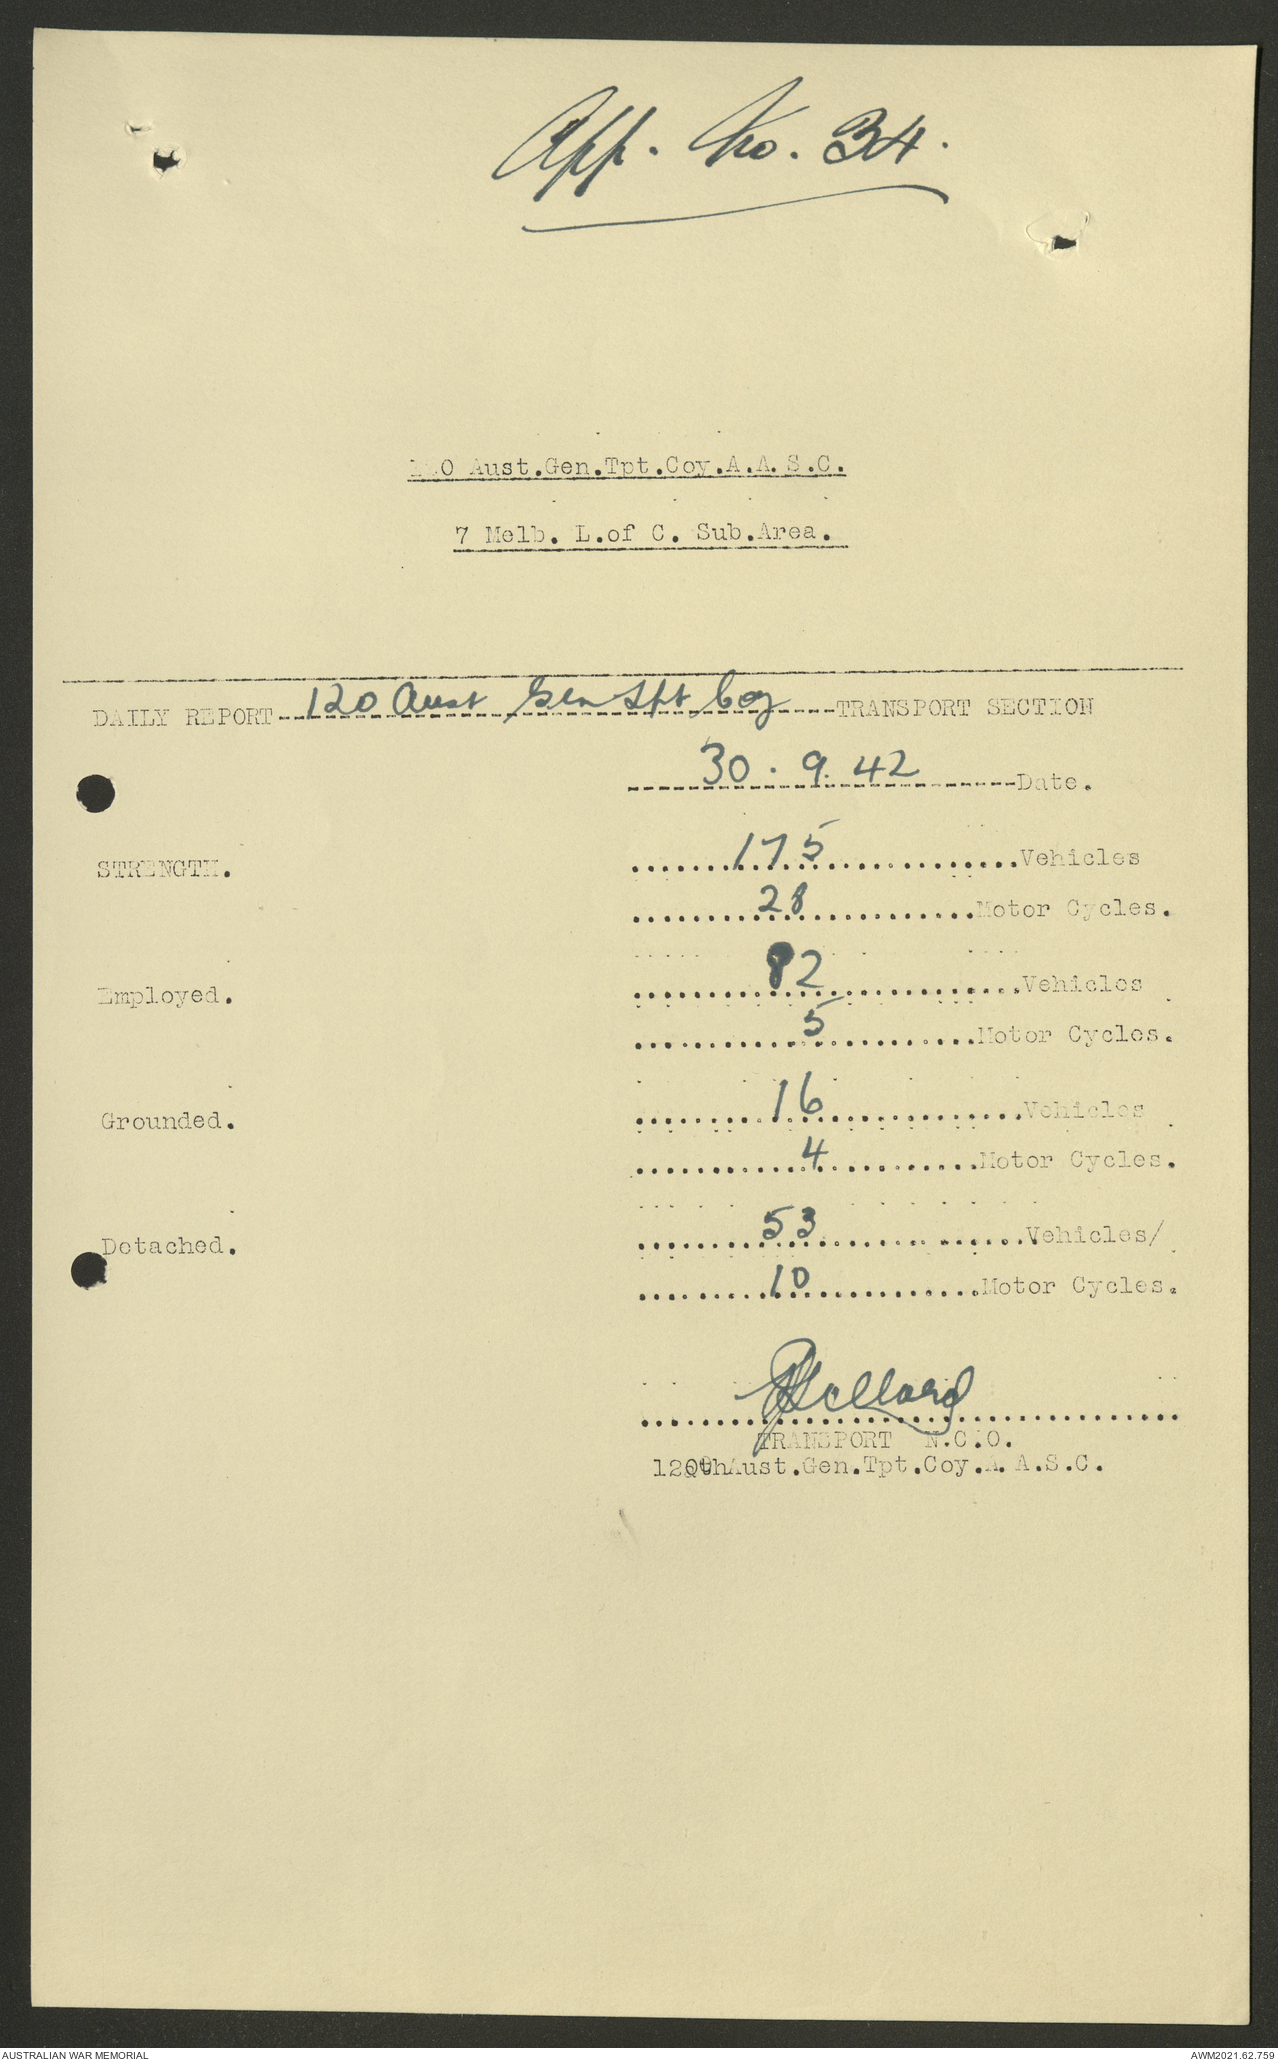 App. No. 34.
120 Aust.Gen.Tpt.Coy.A.A.S.C.
7 Melb. L.of C. Sub.Area.
DAILY REPORT 120 Aust Gen Tpt Coy TRANSPORT SECTION
30.9.42 Date.
STRENGTH. 175 Vehicles
28 Motor Cycles.
Employed. 82 Vehicles
5 Motor Cycles.
Grounded. 16 Vehicles
4 Motor Cycles.
Detached. 53 Vehicles/
10 Motor Cycles.
TRANSPORT N.C.O.
120thAust.Gen.Tpt.Coy.A.A.S.C.
AUSTRALIAN WAR MEMORIAL
AWM2021.62.759